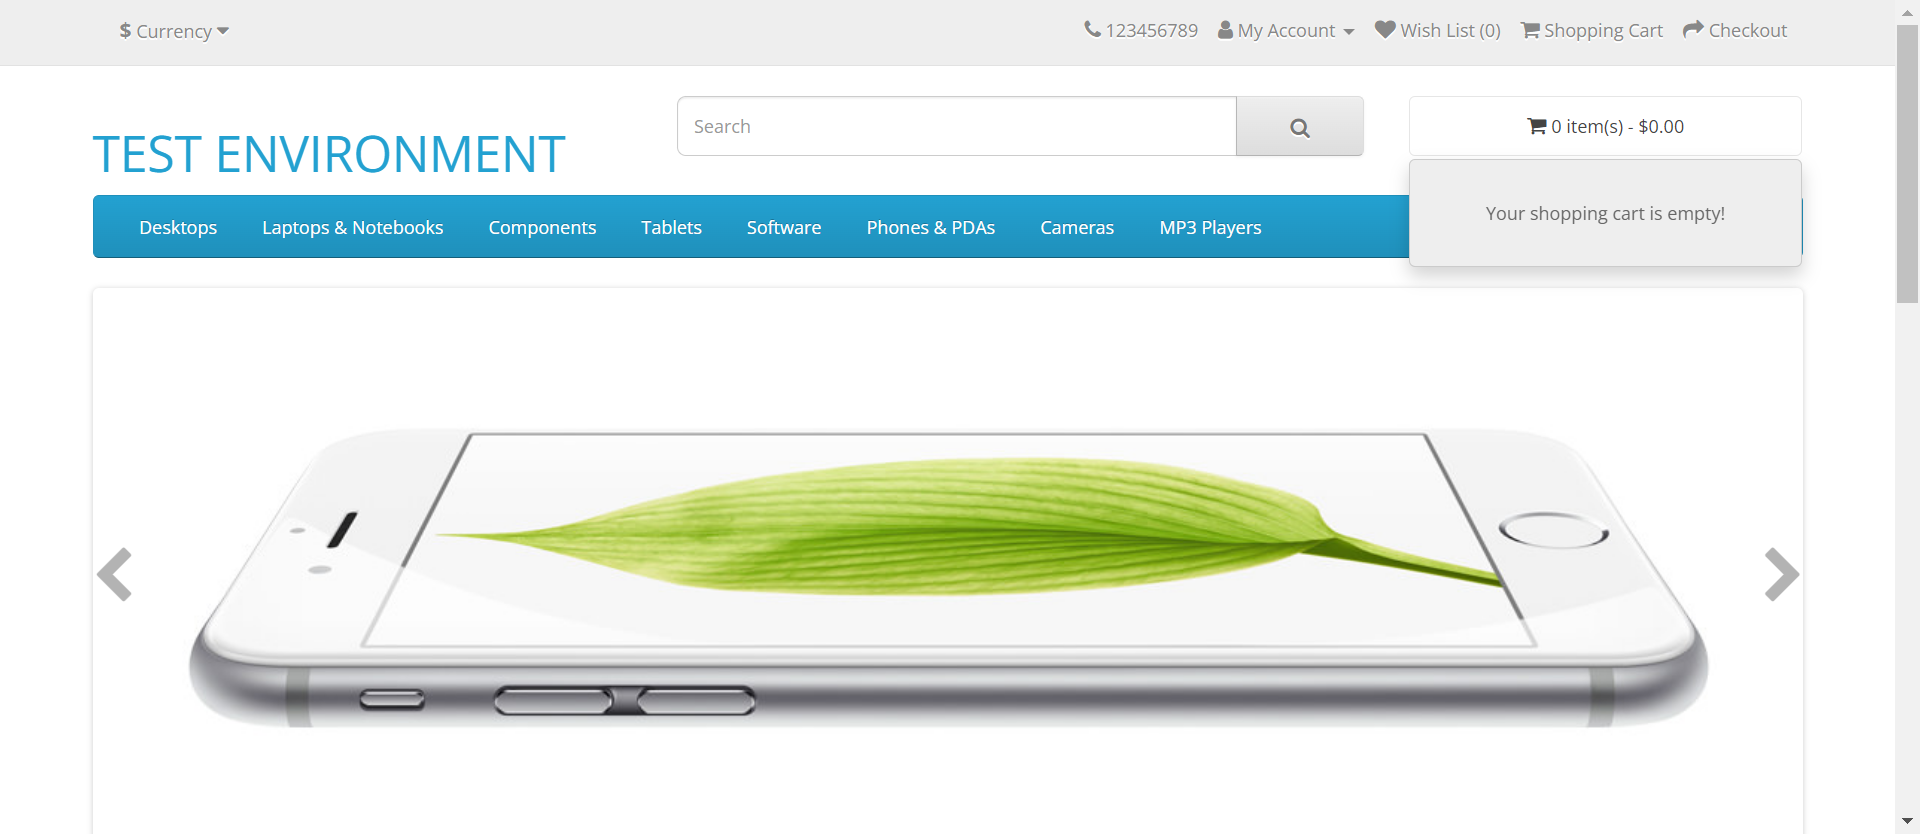 $ Currency
123456789 My Account Wish List (0) Shopping Cart Checkout
TEST ENVIRONMENT
Search
0 item(s) - $0.00
Your shopping cart is empty!
Desktops Laptops & Notebooks Components Tablets Software Phones & PDAs Cameras MP3 Players